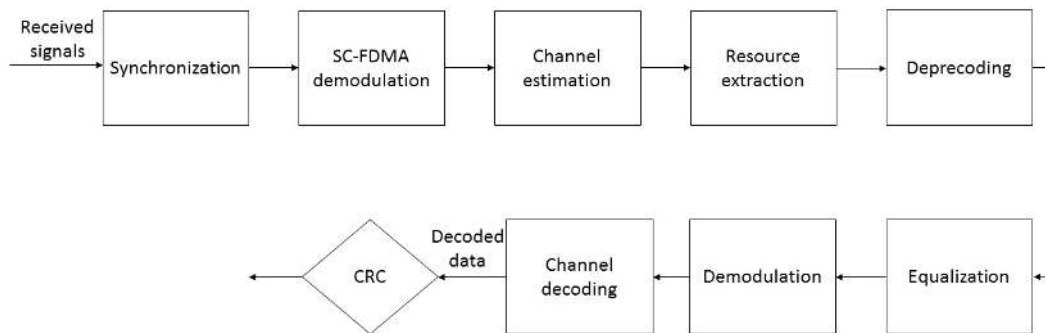 Received
signals
Synchronization
SC-FDMA
demodulation
Channel
estimation
Resource
extraction
Deprecoding
CRC
Decoded
data
Channel
decoding
Demodulation
Equalization